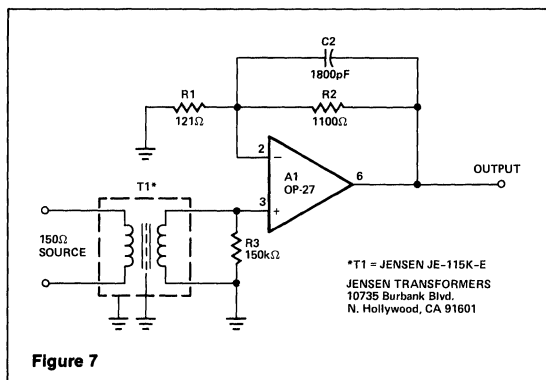 C2
1800pF
R1
121Ω
R2
1100Ω
T1*
2
–
A1
OP-27
6
OUTPUT
3
+
150Ω
SOURCE
R3
150kΩ
*T1 = JENSEN JE-115K-E
JENSEN TRANSFORMERS
10735 Burbank Blvd.
N. Hollywood, CA 91601
Figure 7